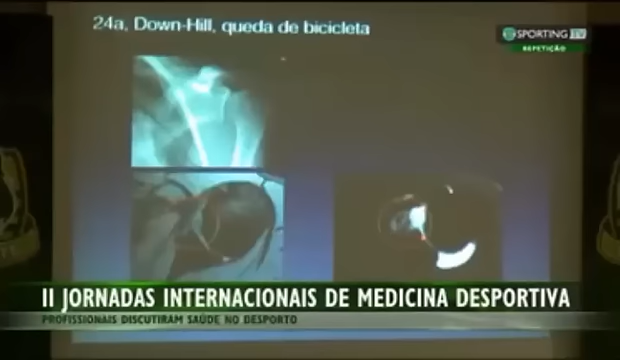 24a, Down-Hill, queda de bicicleta
SPORTING TV
REPETIÇÃO
II JORNADAS INTERNACIONAIS DE MEDICINA DESPORTIVA
PROFISSIONAIS DISCUTIRAM SAÚDE NO DESPORTO